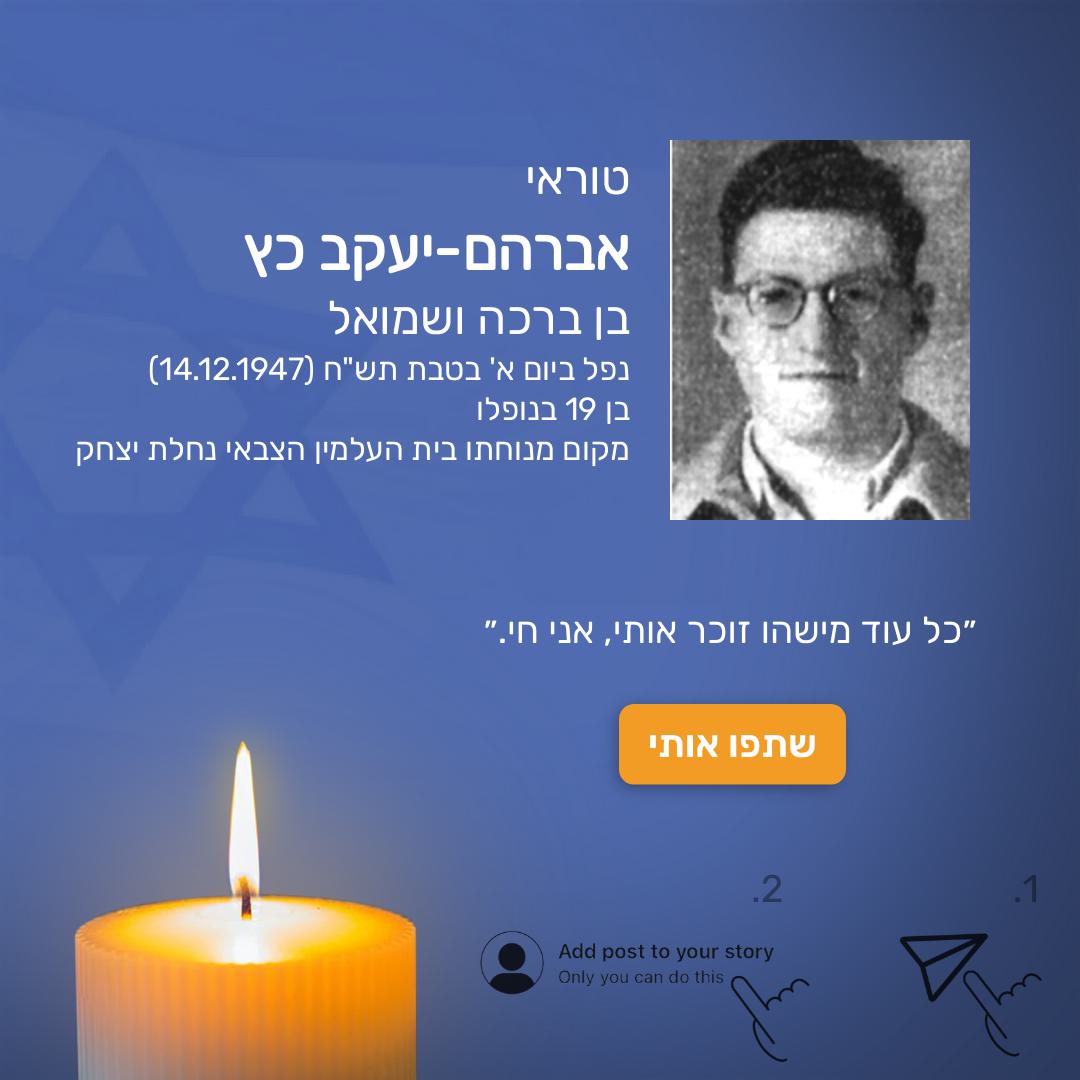 טוראי
אברהם-יעקב כץ
בן ברכה ושמואל
נפל ביום א' בטבת תש"ח (14.12.1947)
בן 19 בנופלו
מקום מנוחתו בית העלמין הצבאי נחלת יצחק
״כל עוד מישהו זוכר אותי, אני חי.״
שתפו אותי
1.
2.
Add post to your story
Only you can do this